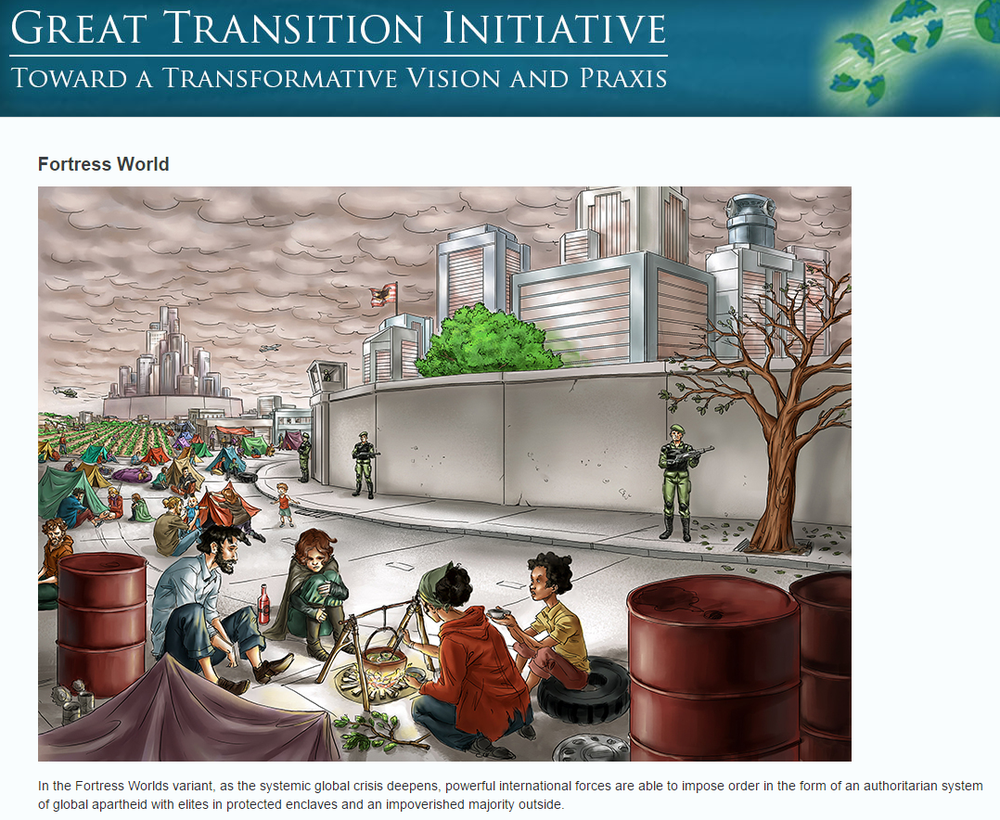 GREAT TRANSITION INITIATIVE
TOWARD A TRANSFORMATIVE VISION AND PRAXIS
Fortress World
In the Fortress Worlds variant, as the systemic global crisis deepens, powerful international forces are able to impose order in the form of an authoritarian system
of global apartheid with elites in protected enclaves and an impoverished majority outside.